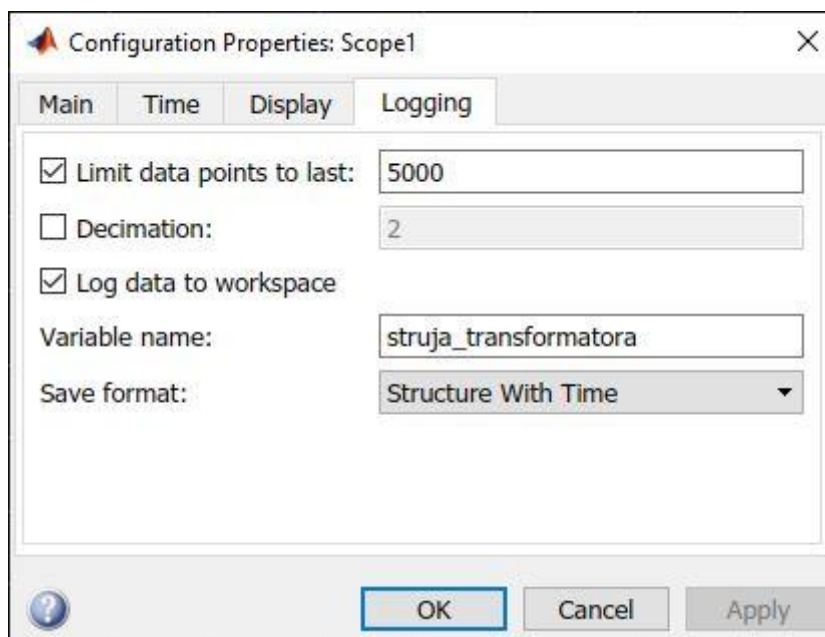 Configuration Properties: Scope1
Main Time Display Logging
Limit data points to last: 5000
Decimation: 2
Log data to workspace
Variable name: struja_transformatora
Save format: Structure With Time
? OK Cancel Apply